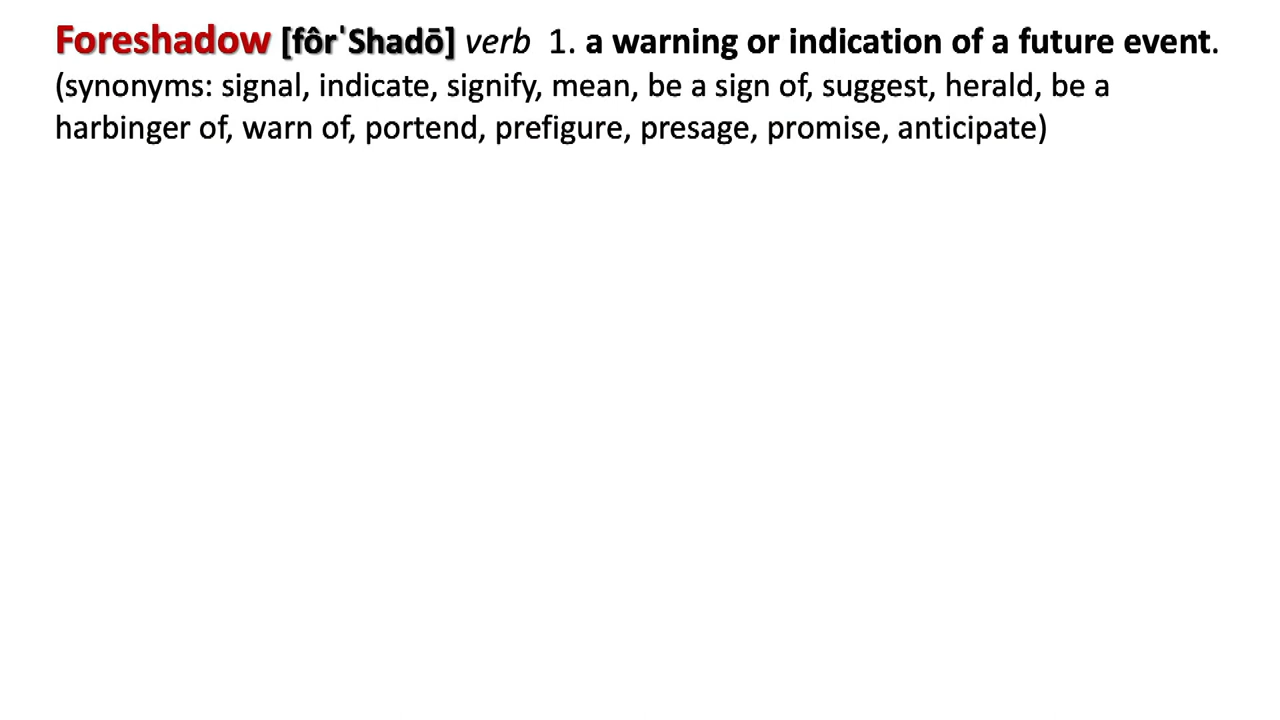 Foreshadow [fôrˈShadō] verb 1. a warning or indication of a future event.
(synonyms: signal, indicate, signify, mean, be a sign of, suggest, herald, be a
harbinger of, warn of, portend, prefigure, presage, promise, anticipate)